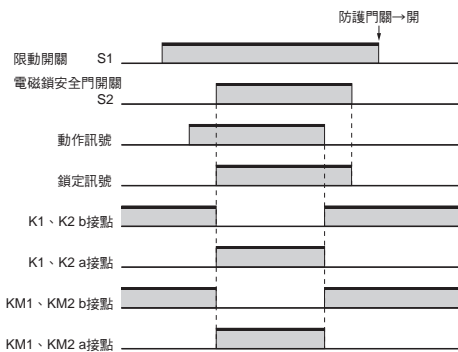 防護門關→開
限動開關 S1
電磁鎖安全門開關
S2
動作訊號
鎖定訊號
K1、K2 b接點
K1、K2 a接點
KM1、KM2 b接點
KM1、KM2 a接點